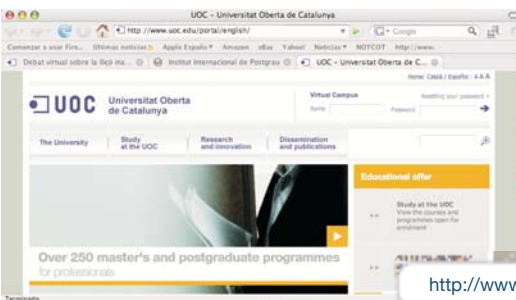 UOC – Universitat Oberta de Catalunya
http://www.uoc.edu/portal/english/
Google
Comenzar a usar Fire...
Últimas noticias
Apple
España
Amazon
eBay
Yahoo!
Noticias
NOTCOT
http://www.
Debat virtual sobre la
Institut Internacional de Postgrau
UOC – Universitat Oberta de C...
Home
Català / Español
A A A
UOC
Universitat Oberta
de Catalunya
Virtual Campus
Name
Password
The University
Study
at the UOC
Research
and innovation
Dissemination
and publications
Educational offer
Study at the UOC
View the courses and
programmes open for
enrolment
Over 250 master's and postgraduate programmes
for professionals
http://www
Terminado